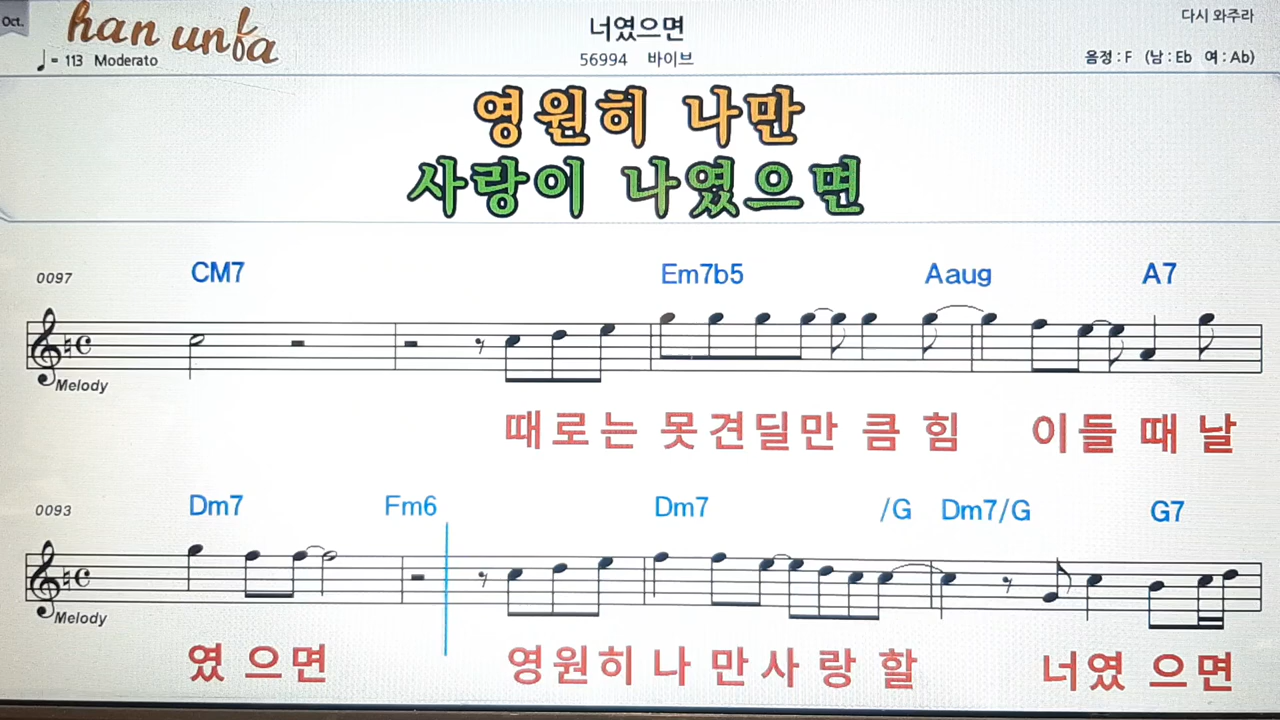 Oct.
han unfa
너였으면
다시 와주라
♩= 113 Moderato
56994 바이브
음정 : F (남 : Eb 여 : Ab)
영원히 나만
사랑이 나였으면
0097 CM7 Em7b5 Aaug A7
Melody
때로는 못견딜만 큼 힘 이들 때 날
0093 Dm7 Fm6 Dm7 /G Dm7/G G7
Melody
였 으면 영원히나 만사 랑 할 너였 으면